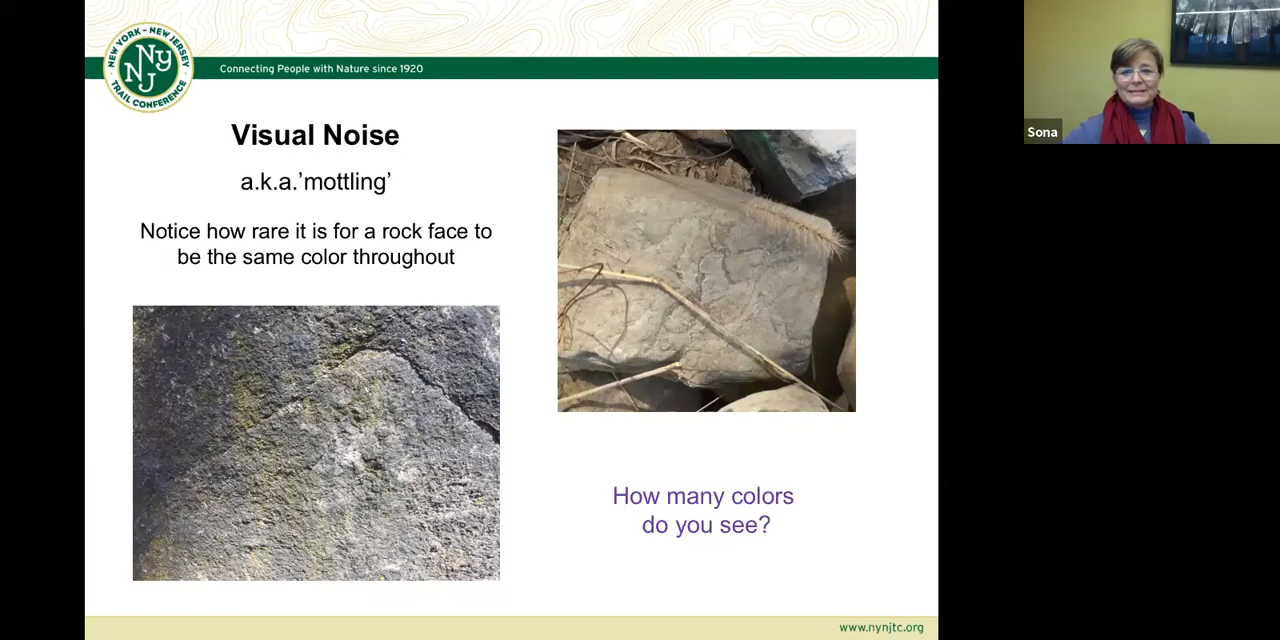 NEW YORK – NEW JERSEY
NY
NJ
TRAIL CONFERENCE
Connecting People with Nature since 1920
Visual Noise
a.k.a.’mottling’
Notice how rare it is for a rock face to
be the same color throughout
How many colors
do you see?
www.nynjtc.org
Sona